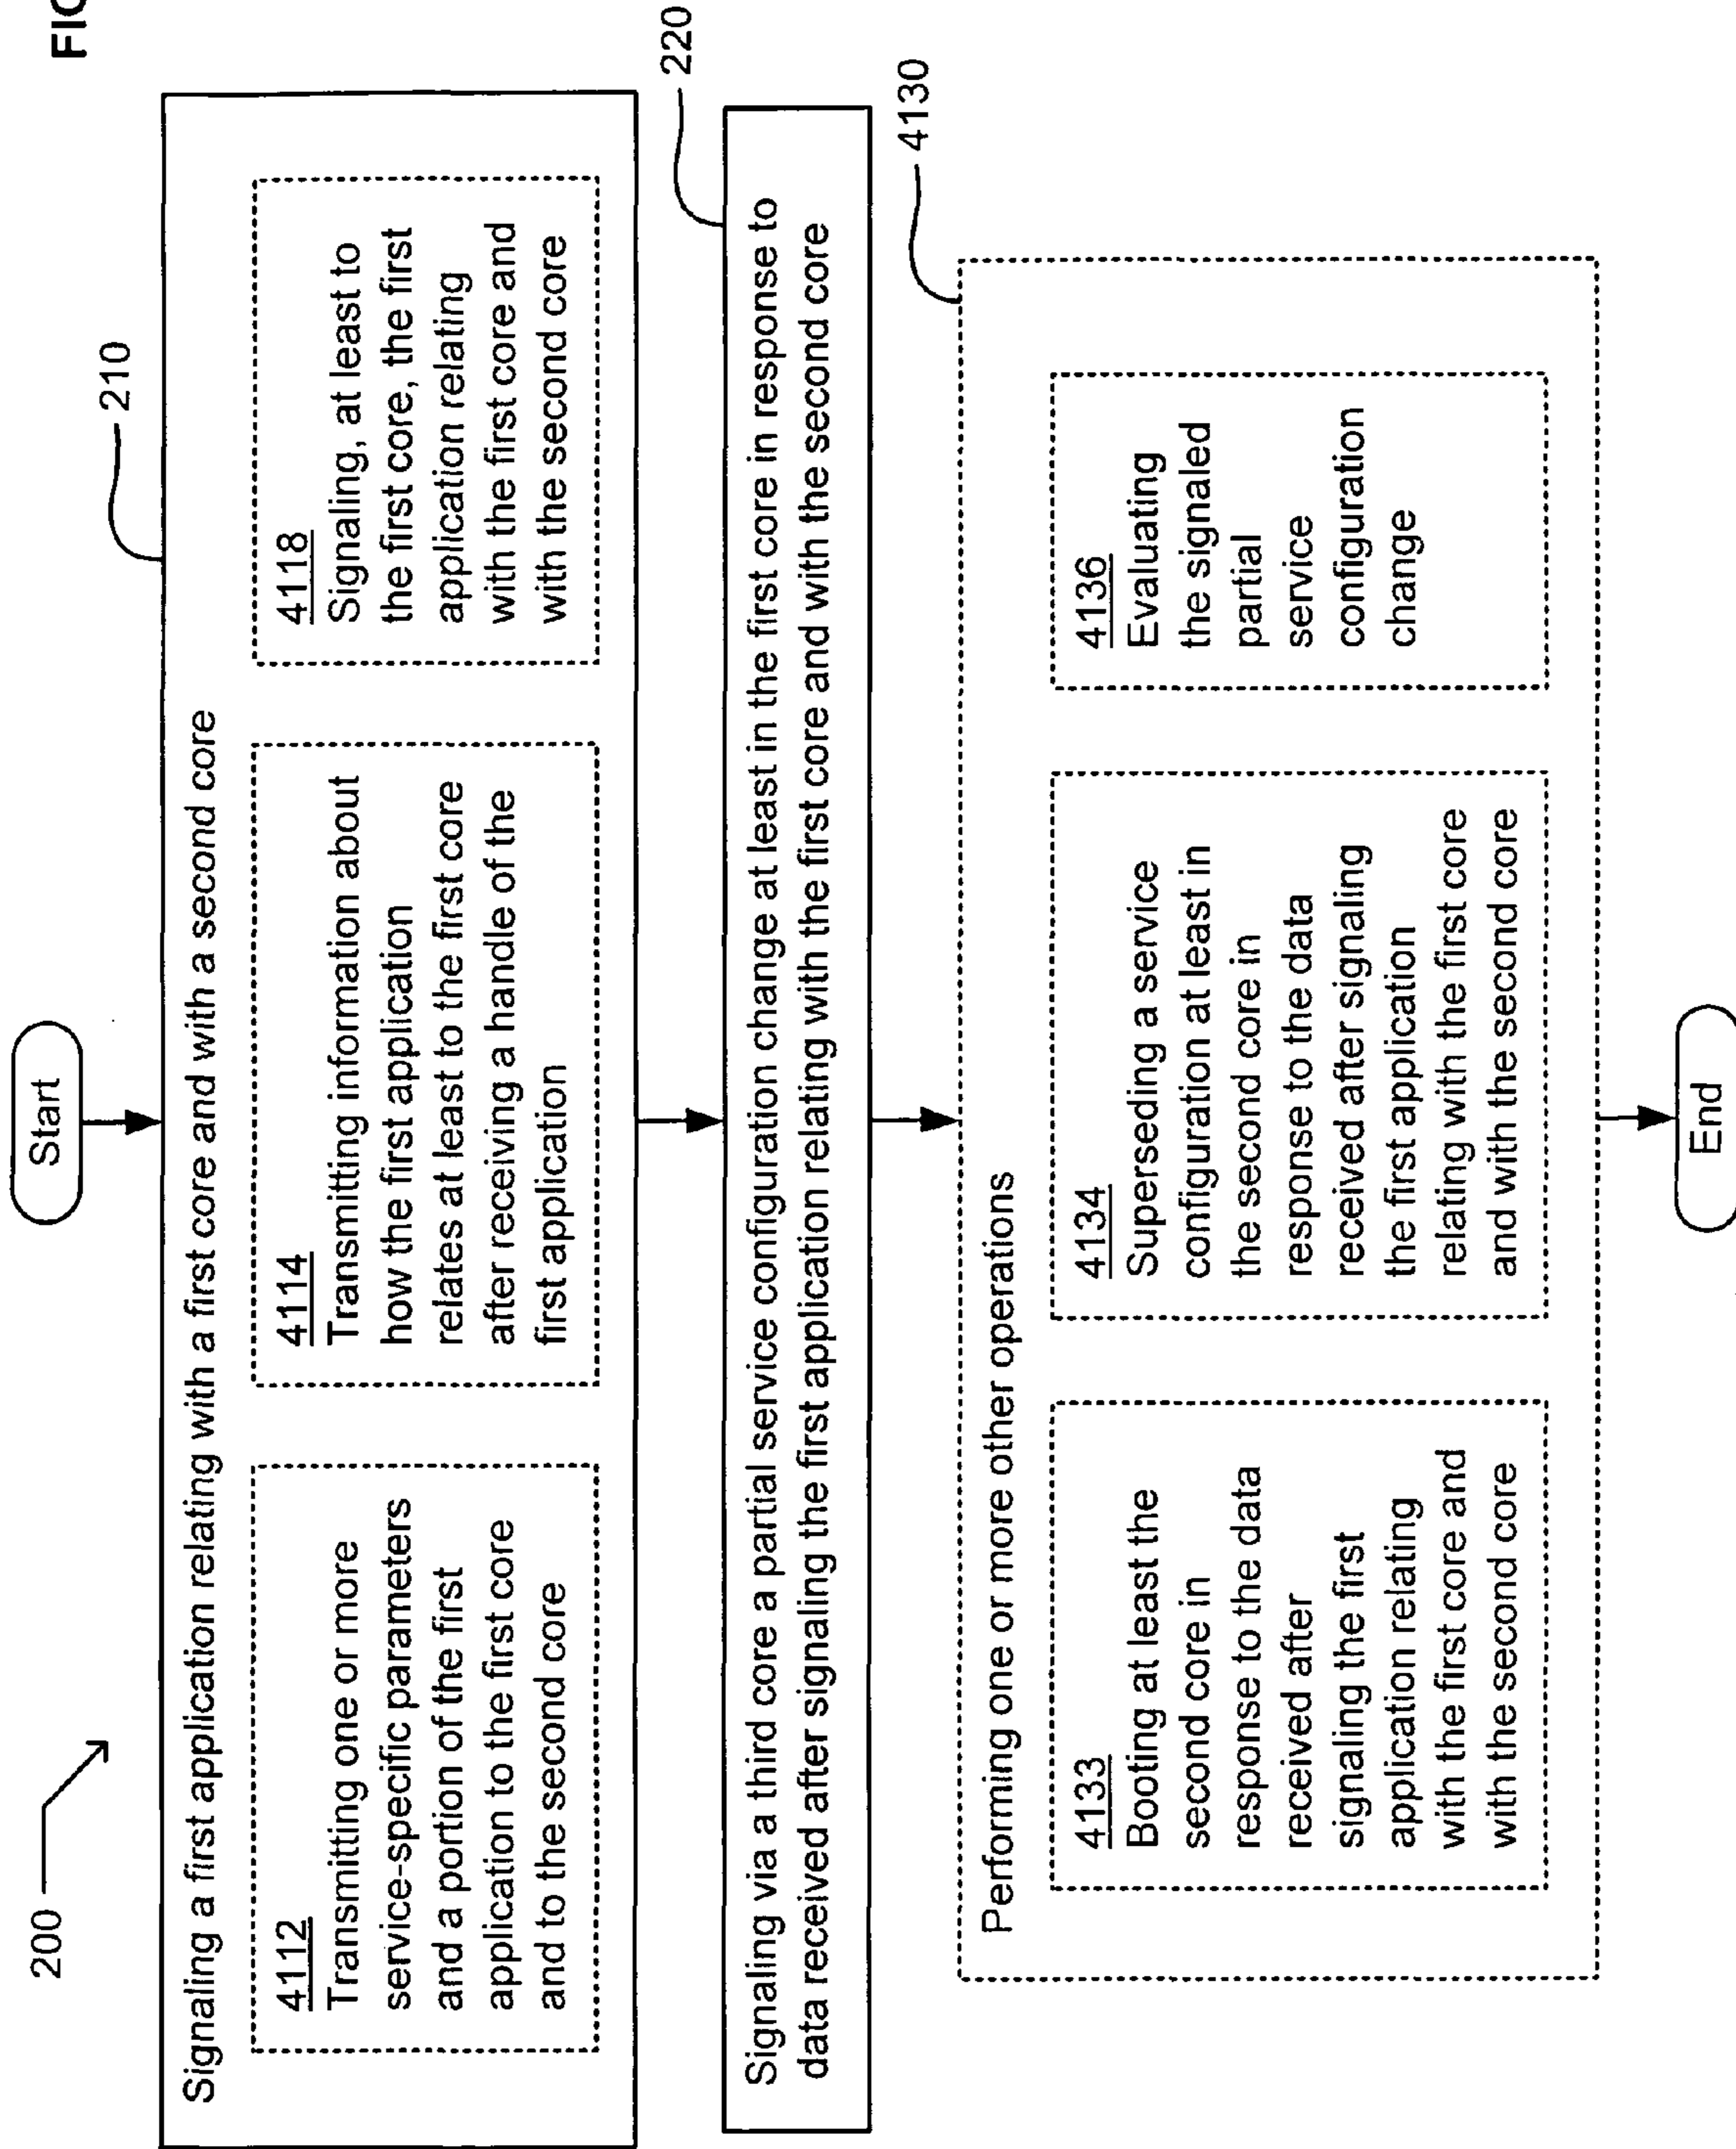 FIG
200
Start
210
Signaling a first application relating with a first core and with a second core
4112
Transmitting one or more
service-specific parameters
and a portion of the first
application to the first core
and to the second core
4114
Transmitting information about
how the first application
relates at least to the first core
after receiving a handle of the
first application
4118
Signaling, at least to
the first core, the first
application relating
with the first core and
with the second core
220
Signaling via a third core a partial service configuration change at least in the first core in response to
data received after signaling the first application relating with the first core and with the second core
4130
Performing one or more other operations
4133
Booting at least the
second core in
response to the data
received after
signaling the first
application relating
with the first core and
with the second core
4134
Superseding a service
configuration at least in
the second core in
response to the data
received after signaling
the first application
relating with the first core
and with the second core
4136
Evaluating
the signaled
partial
service
configuration
change
End